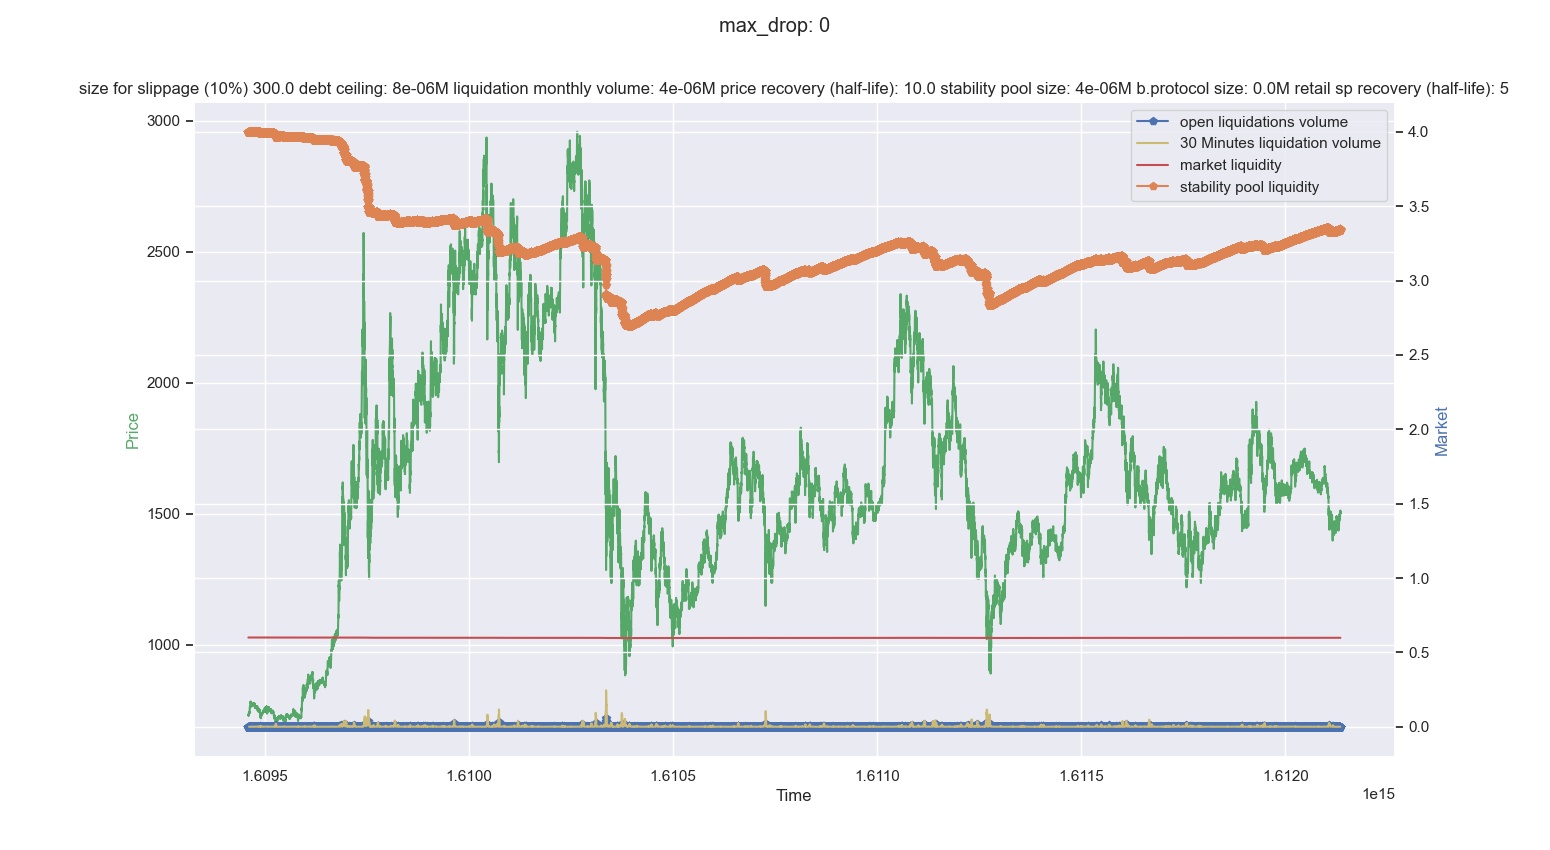 max_drop: 0
size for slippage (10%) 300.0 debt ceiling: 8e-06M liquidation monthly volume: 4e-06M price recovery (half-life): 10.0 stability pool size: 4e-06M b.protocol size: 0.0M retail sp recovery (half-life): 5
open liquidations volume
30 Minutes liquidation volume
market liquidity
stability pool liquidity
3000
2500
2000
1500
1000
Price
4.0
3.5
3.0
2.5
2.0
1.5
1.0
0.5
0.0
Market
1.6095 1.6100 1.6105 1.6110 1.6115 1.6120
Time
1e15